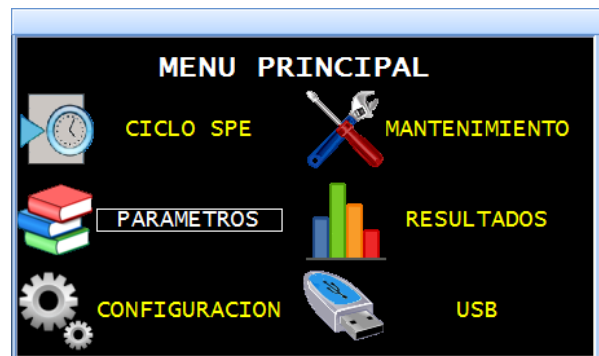 MENU PRINCIPAL
CICLO SPE
MANTENIMIENTO
PARAMETROS
RESULTADOS
CONFIGURACION
USB